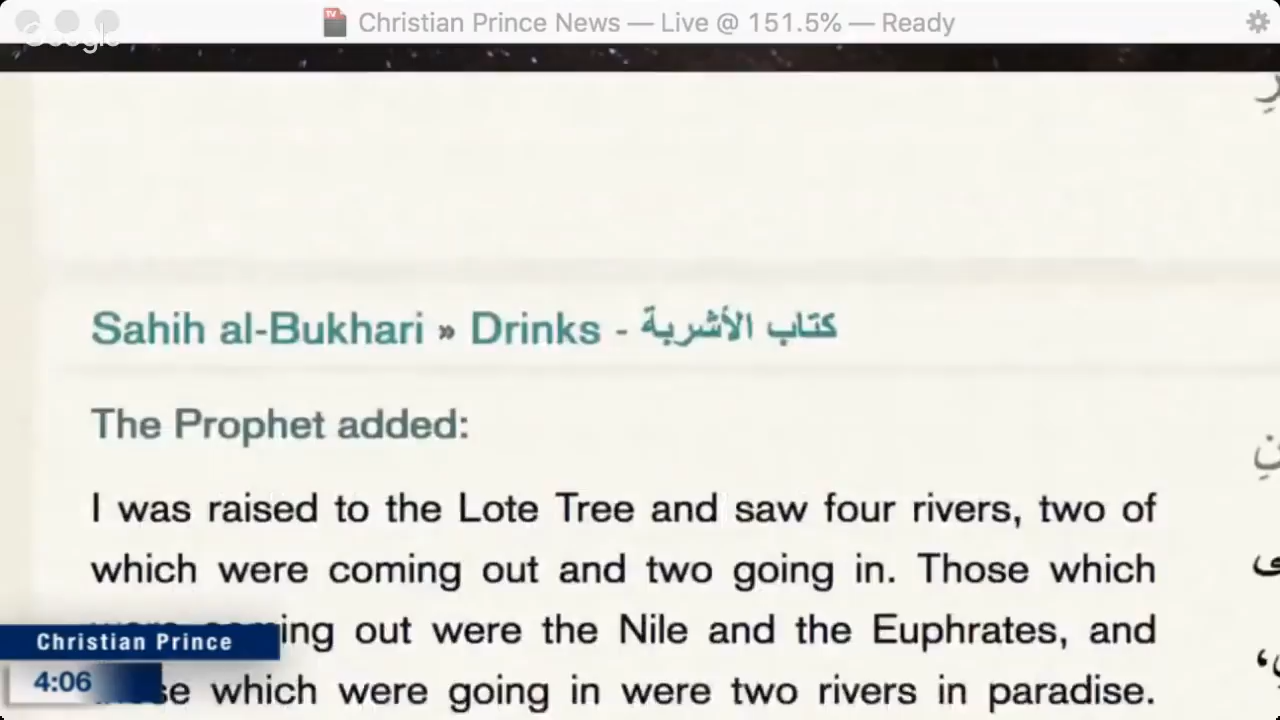 Christian Prince News — Live @ 151.5% — Ready
Google
Sahih al-Bukhari » Drinks - كتاب الأشربة
The Prophet added:
I was raised to the Lote Tree and saw four rivers, two of
which were coming out and two going in. Those which
out were the Nile and the Euphrates, and
which were going in were two rivers in paradise.
Christian Prince
4:06